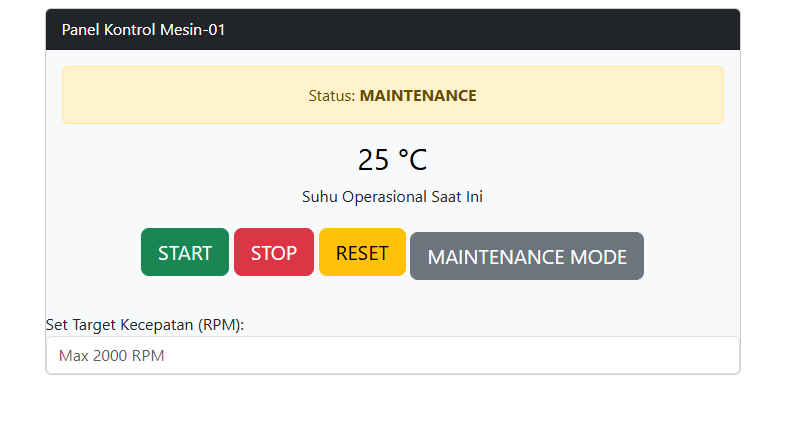 Panel Kontrol Mesin-01
Status: MAINTENANCE
25 °C
Suhu Operasional Saat Ini
START STOP RESET MAINTENANCE MODE
Set Target Kecepatan (RPM):
Max 2000 RPM